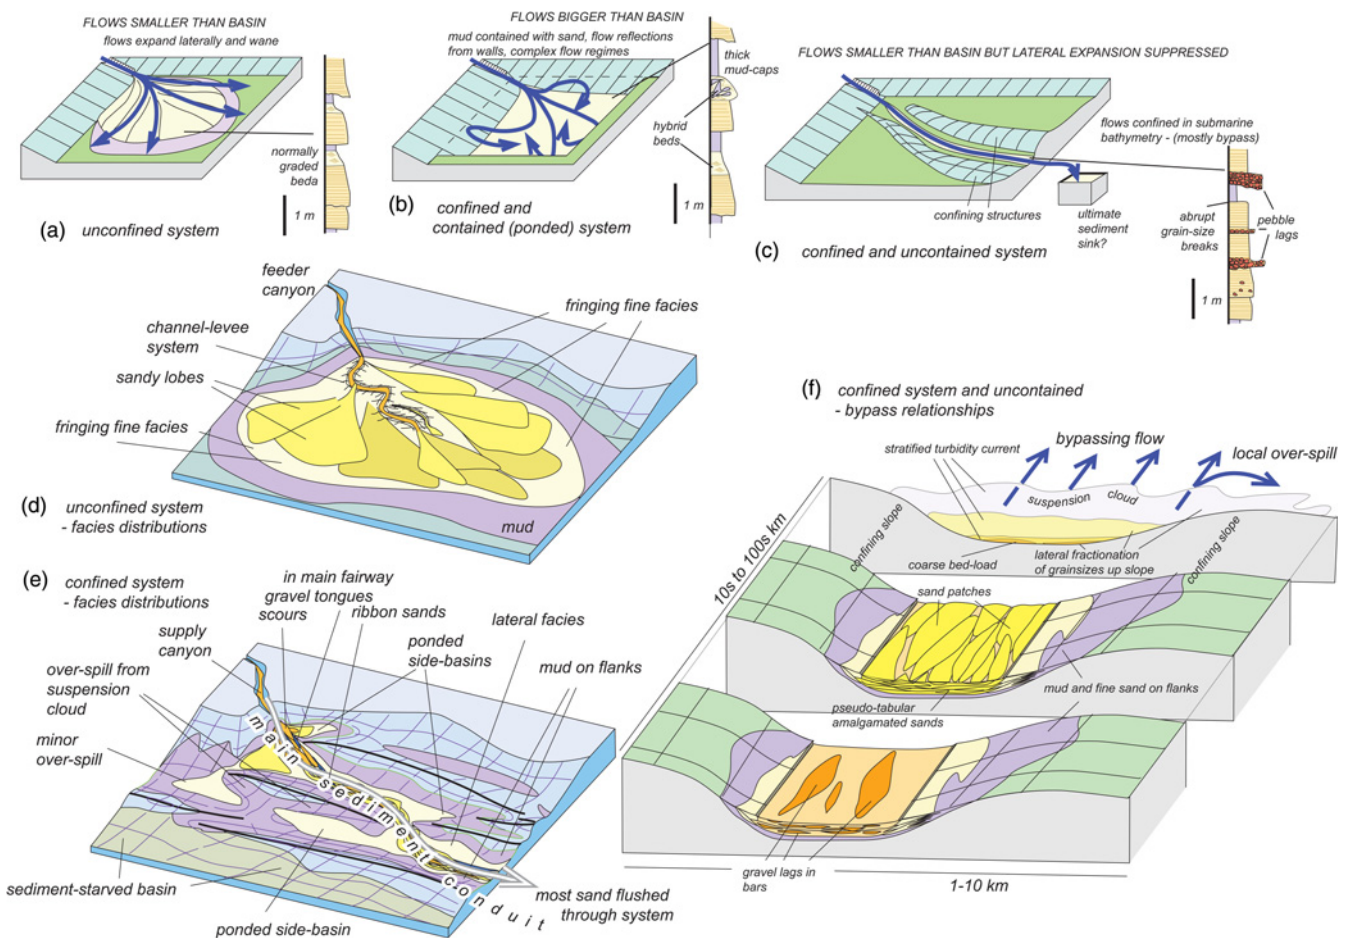 FLOWS SMALLER THAN BASIN
flows expand laterally and wane
normally
graded
beda
1 m
(a) unconfined system
FLOWS BIGGER THAN BASIN
mud contained with sand, flow reflections
from walls, complex flow regimes
thick
mud-caps
hybrid
beds
1 m
(b) confined and
contained (ponded) system
FLOWS SMALLER THAN BASIN BUT LATERAL EXPANSION SUPPRESSED
flows confined in submarine
bathymetry - (mostly bypass)
confining structures
ultimate
sediment
sink?
abrupt
grain-size
breaks
pebble
lags
1 m
(c) confined and uncontained system
feeder
canyon
fringing fine facies
channel-levee
system
sandy lobes
fringing fine facies
mud
(d) unconfined system
- facies distributions
(e) confined system
- facies distributions
in main fairway
gravel tongues
scours
ribbon sands
supply
canyon
ponded
side-basins
lateral facies
mud on flanks
over-spill from
suspension
cloud
minor
over-spill
main sediment conduit
sediment-starved basin
ponded side-basin
most sand flushed
through system
(f) confined system and uncontained
- bypass relationships
bypassing flow
stratified turbidity current
local over-spill
suspension cloud
confining slope
confining slope
coarse bed-load
lateral fractionation
of grainsizes up slope
10s to 100s km
sand patches
mud and fine sand on flanks
pseudo-tabular
amalgamated sands
gravel lags in
bars
1-10 km